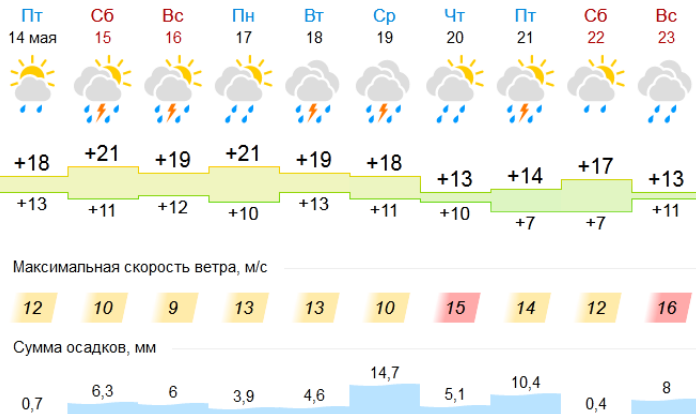 Пт Сб Вс Пн Вт Ср Чт Пт Сб Вс
14 мая 15 16 17 18 19 20 21 22 23
+18 +21 +19 +21 +19 +18 +13 +14 +17 +13
+13 +11 +12 +10 +13 +11 +10 +7 +7 +11
Максимальная скорость ветра, м/с
12 10 9 13 13 10 15 14 12 16
Сумма осадков, мм
0,7 6,3 6 3,9 4,6 14,7 5,1 10,4 0,4 8